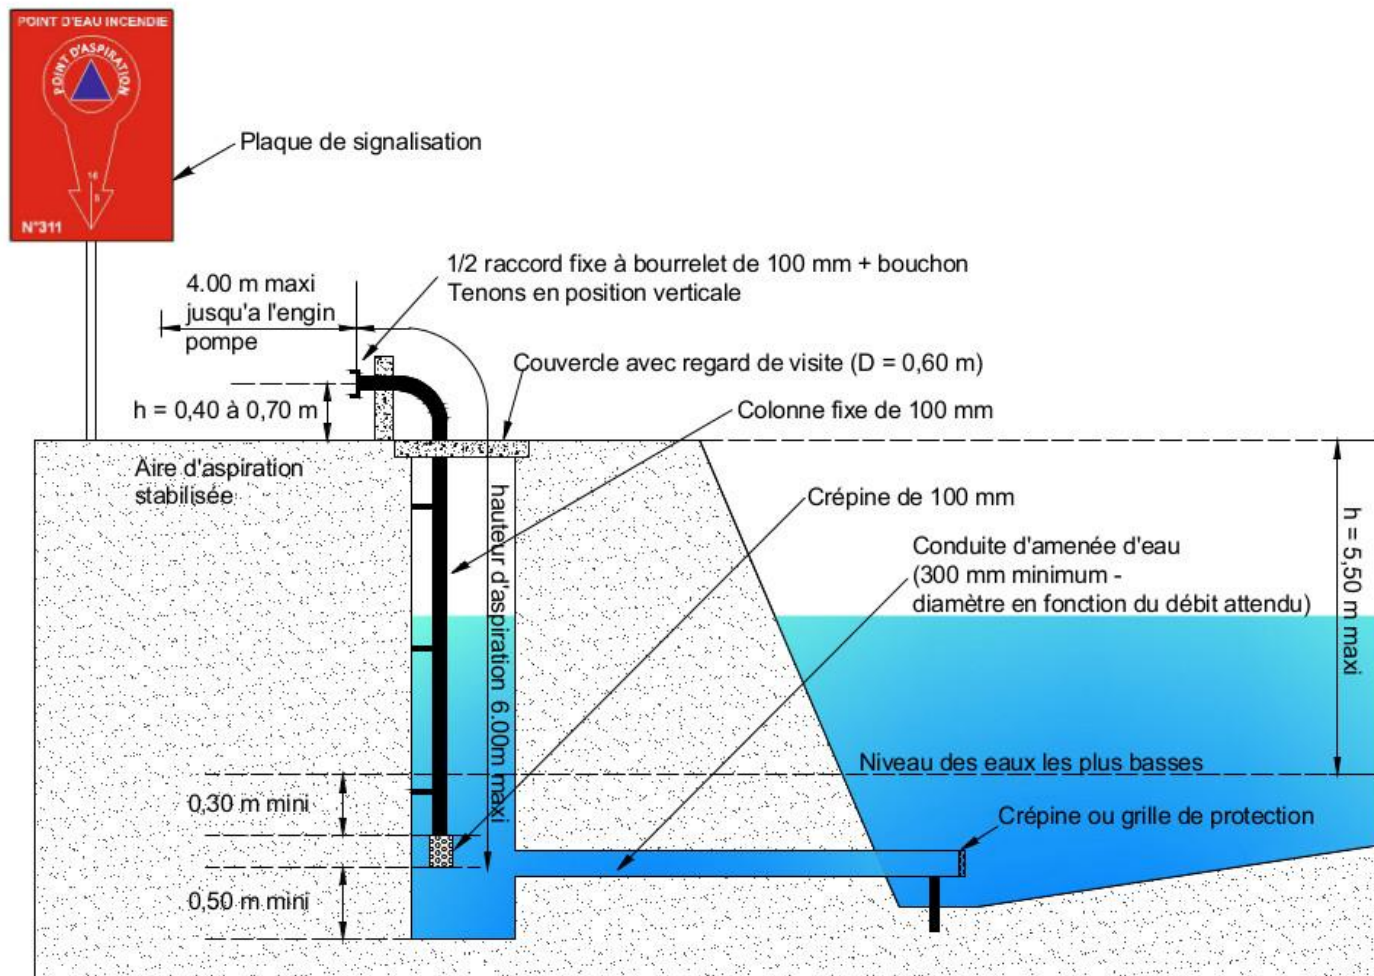 POINT D'EAU INCENDIE
POINT D'ASPIRATION
16
8
N°311
Plaque de signalisation
4.00 m maxi
jusqu'a l'engin
pompe
1/2 raccord fixe à bourrelet de 100 mm + bouchon
Tenons en position verticale
Couvercle avec regard de visite (D = 0,60 m)
h = 0,40 à 0,70 m
Colonne fixe de 100 mm
Aire d'aspiration
stabilisée
hauteur d'aspiration 6.00m maxi
Crépine de 100 mm
Conduite d'amenée d'eau
(300 mm minimum -
diamètre en fonction du débit attendu)
h = 5,50 m maxi
Niveau des eaux les plus basses
0,30 m mini
Crépine ou grille de protection
0,50 m mini